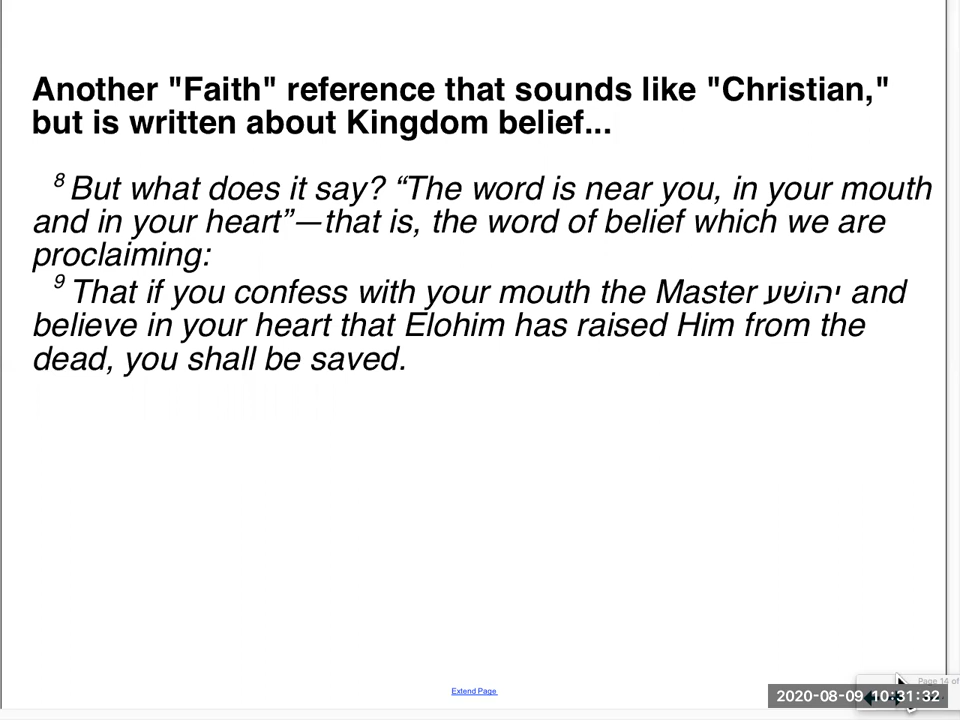 Another "Faith" reference that sounds like "Christian,"
but is written about Kingdom belief...
8 But what does it say? “The word is near you, in your mouth
and in your heart”—that is, the word of belief which we are
proclaiming:
9 That if you confess with your mouth the Master יהושע and
believe in your heart that Elohim has raised Him from the
dead, you shall be saved.
Page 14 of
Extend Page
2020-08-09 10:31:32